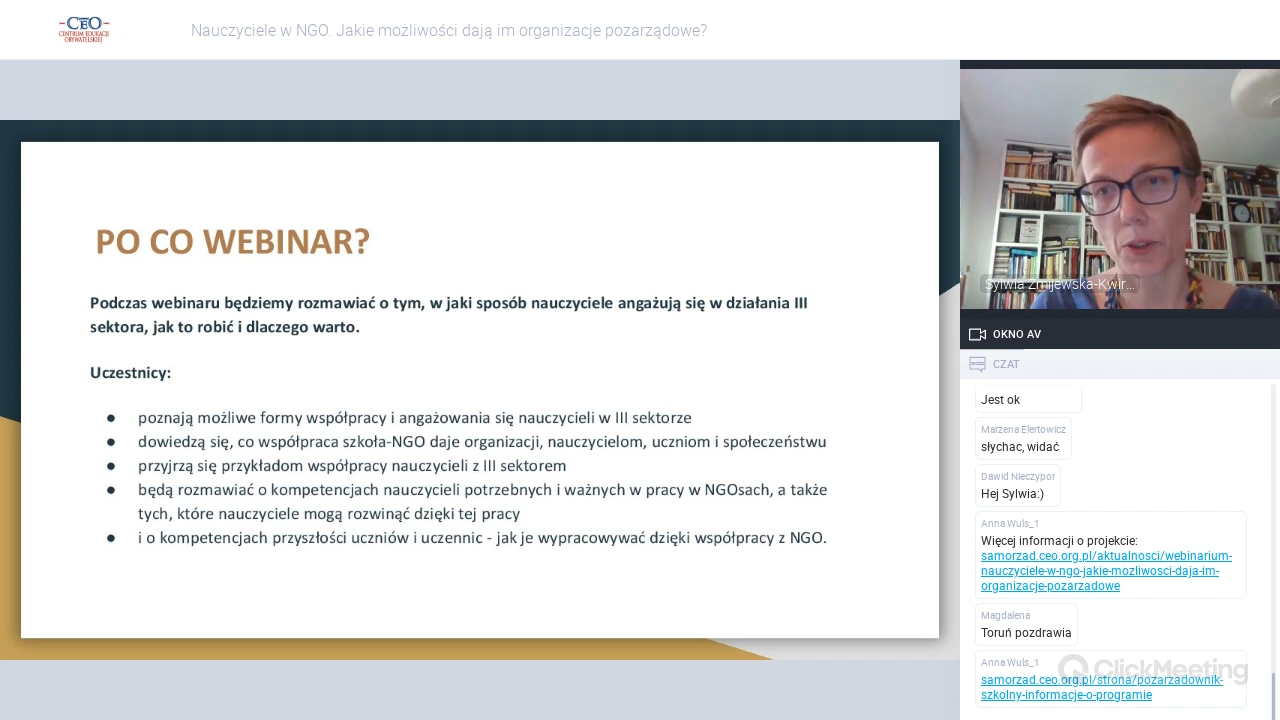 CEO
CENTRUM EDUKACJI
OBYWATELSKIEJ
Nauczyciele w NGO. Jakie możliwości dają im organizacje pozarządowe?
PO CO WEBINAR?
Podczas webinaru będziemy rozmawiać o tym, w jaki sposób nauczyciele angażują się w działania III
sektora, jak to robić i dlaczego warto.
Uczestnicy:
● poznają możliwe formy współpracy i angażowania się nauczycieli w III sektorze
● dowiedzą się, co współpraca szkoła-NGO daje organizacji, nauczycielom, uczniom i społeczeństwu
● przyjrzą się przykładom współpracy nauczycieli z III sektorem
● będą rozmawiać o kompetencjach nauczycieli potrzebnych i ważnych w pracy w NGOsach, a także
tych, które nauczyciele mogą rozwinąć dzięki tej pracy
● i o kompetencjach przyszłości uczniów i uczennic - jak je wypracowywać dzięki współpracy z NGO.
Sylwia Żmijewska-Kwir...
OKNO AV
CZAT
Jest ok
Marzena Elertowicz
słychac, widać
Dawid Nieczypor
Hej Sylwia:)
Anna Wuls_1
Więcej informacji o projekcie:
samorzad.ceo.org.pl/aktualnosci/webinarium-
nauczyciele-w-ngo-jakie-mozliwosci-daja-im-
organizacje-pozarzadowe
Magdalena
Toruń pozdrawia
Anna Wuls_1
samorzad.ceo.org.pl/strona/pozarzadownik-
szkolny-informacje-o-programie
ClickMeeting